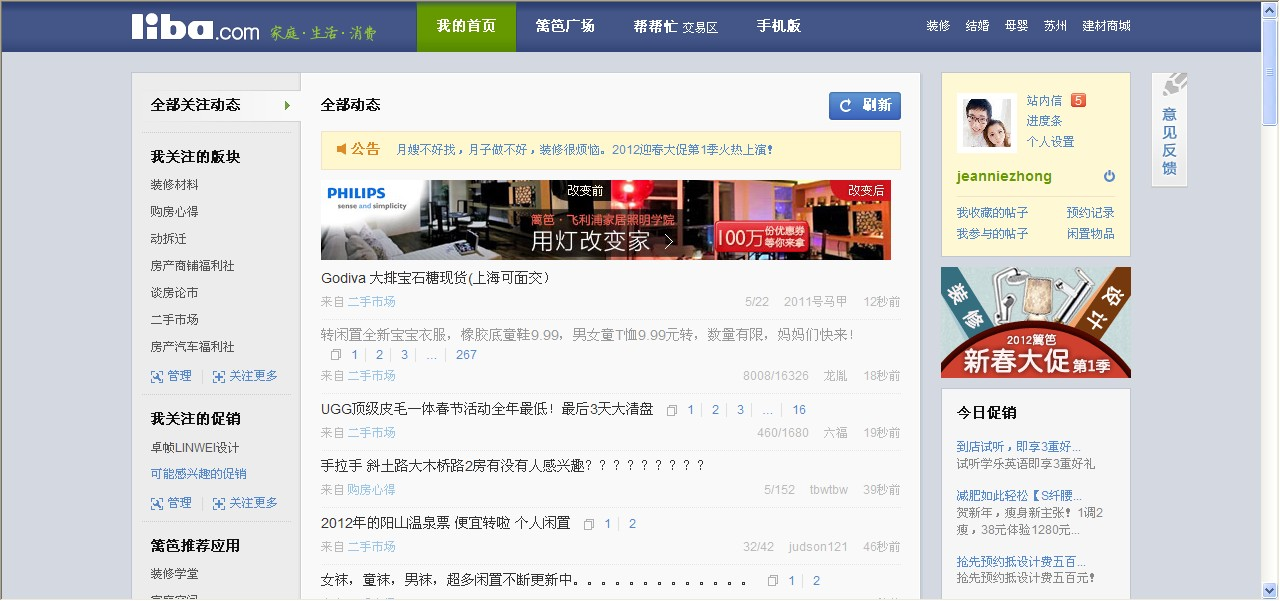 liba.com 家庭·生活·消费
我的首页 篱笆广场 帮帮忙 交易区 手机版
装修 结婚 母婴 苏州 建材商城
全部关注动态
我关注的版块
装修材料
购房心得
动拆迁
房产商铺福利社
谈房论市
二手市场
房产汽车福利社
管理 关注更多
我关注的促销
卓帧LINWEI设计
可能感兴趣的促销
管理 关注更多
篱笆推荐应用
装修学堂
全部动态
刷新
公告 月嫂不好找，月子做不好，装修很烦恼。2012迎春大促第1季火热上演！
PHILIPS
sense and simplicity
改变前
改变后
篱笆·飞利浦家居照明学院
用灯改变家
100万份优惠券等你来拿
Godiva 大排宝石糖现货(上海可面交）
来自 二手市场 5/22 2011号马甲 12秒前
转闲置全新宝宝衣服，橡胶底童鞋9.99，男女童T恤9.99元转，数量有限，妈妈们快来！
1 2 3 ... 267
来自 二手市场 8008/16326 龙胤 18秒前
UGG顶级皮毛一体春节活动全年最低！最后3天大清盘 1 2 3 ... 16
来自 二手市场 460/1680 六福 19秒前
手拉手 斜土路大木桥路2房有没有人感兴趣？？？？？？？？？
来自 购房心得 5/152 tbwtbw 39秒前
2012年的阳山温泉票 便宜转啦 个人闲置 1 2
来自 二手市场 32/42 judson121 46秒前
女袜，童袜，男袜，超多闲置不断更新中。。。。。。。。。。。。 1 2
站内信 5
进度条
个人设置
jeanniezhong
我收藏的帖子 预约记录
我参与的帖子 闲置物品
装修
设计
2012篱笆
新春大促第1季
今日促销
到店试听，即享3重好...
试听学乐英语即享3重好礼
减肥如此轻松【S纤腰...
贺新年，瘦身新主张！1调2
瘦，38元体验1280元...
抢先预约抵设计费五百...
抢先预约抵设计费五百元！
意见反馈